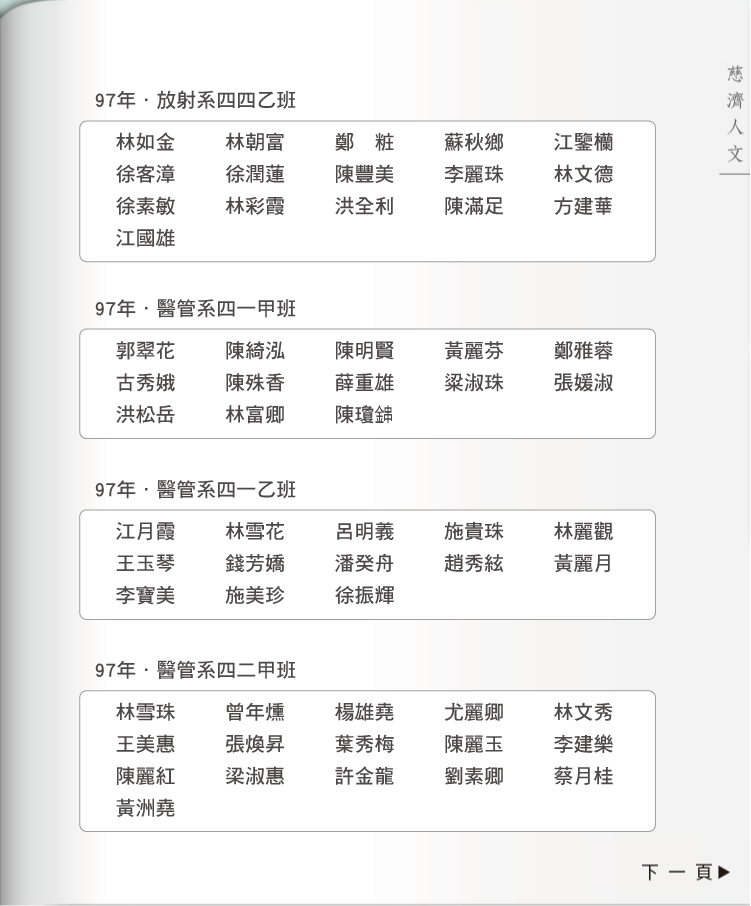 慈濟人文
97年．放射系四四乙班
林如金 林朝富 鄭 粧 蘇秋鄉 江鑒欗
徐客漳 徐潤蓮 陳豐美 李麗珠 林文德
徐素敏 林彩霞 洪全利 陳滿足 方建華
江國雄
97年．醫管系四一甲班
郭翠花 陳綺泓 陳明賢 黃麗芬 鄭雅蓉
古秀娥 陳殊香 薛重雄 梁淑珠 張媛淑
洪松岳 林富卿 陳瓊錦
97年．醫管系四一乙班
江月霞 林雪花 呂明義 施貴珠 林麗觀
王玉琴 錢芳嬌 潘癸舟 趙秀絃 黃麗月
李寶美 施美珍 徐振輝
97年．醫管系四二甲班
林雪珠 曾年燻 楊雄堯 尤麗卿 林文秀
王美惠 張煥昇 葉秀梅 陳麗玉 李建樂
陳麗紅 梁淑惠 許金龍 劉素卿 蔡月桂
黃洲堯
下一頁▶